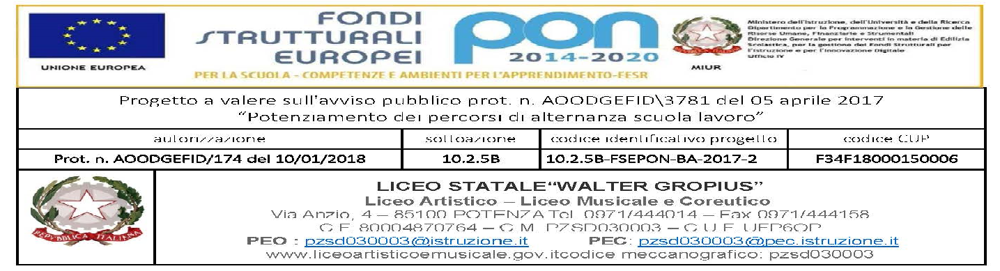 FONDI
STRUTTURALI
EUROPEI
pon
2014-2020
UNIONE EUROPEA
PER LA SCUOLA - COMPETENZE E AMBIENTI PER L'APPRENDIMENTO-FESR
MIUR
Ministero dell'Istruzione, dell'Università e della Ricerca
Dipartimento per la Programmazione e la Gestione delle
Risorse Umane, Finanziarie e Strumentali
Direzione Generale per interventi in materia di Edilizia
Scolastica, per la gestione dei Fondi Strutturali per
l'Istruzione e per l'Innovazione Digitale
Ufficio IV
Progetto a valere sull'avviso pubblico prot. n. AOODGEFID\3781 del 05 aprile 2017
"Potenziamento dei percorsi di alternanza scuola lavoro"
autorizzazione sottoazione codice identificativo progetto codice CUP
Prot. n. AOODGEFID/174 del 10/01/2018 10.2.5B 10.2.5B-FSEPON-BA-2017-2 F34F18000150006
REPVBBLICA ITALIANA
LICEO STATALE"WALTER GROPIUS"
Liceo Artistico – Liceo Musicale e Coreutico
Via Anzio, 4 – 85100 POTENZA Tel. 0971/444014 – Fax 0971/444158
C.F. 80004870764 – C.M. PZSD030003 – C.U.F. UFP6QP
PEO : pzsd030003@istruzione.it PEC: pzsd030003@pec.istruzione.it
www.liceoartisticoemusicale.gov.itcodice meccanografico: pzsd030003